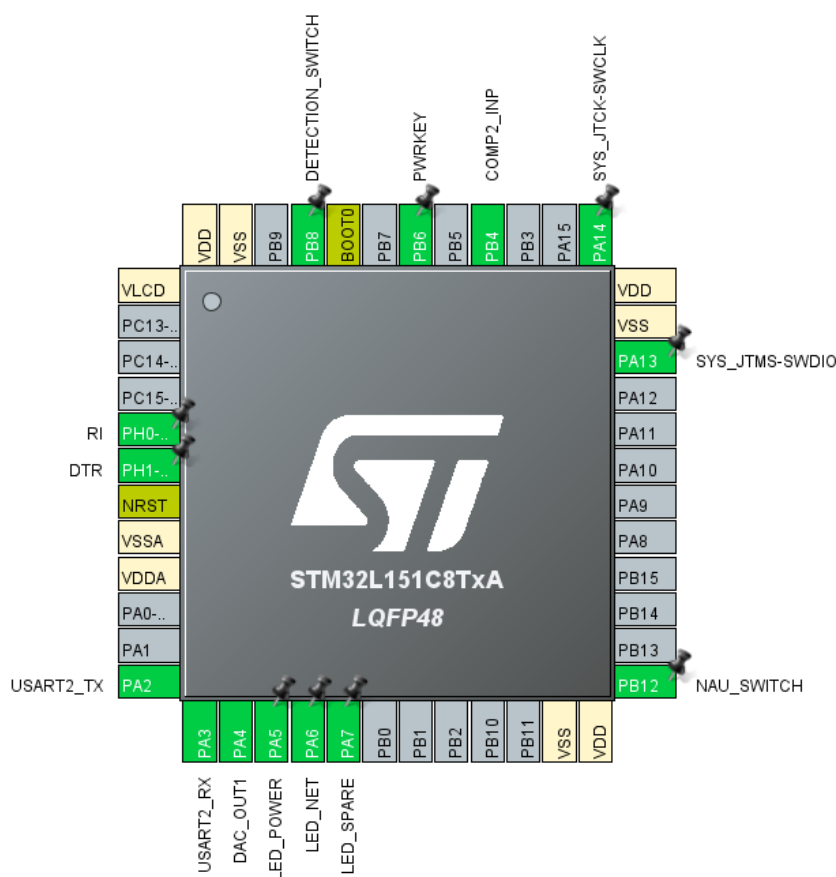 DETECTION_SWITCH
PWRKEY
COMP2_INP
SYS_JTCK-SWCLK
VDD
VSS
PB9
PB8
BOOT0
PB7
PB6
PB5
PB4
PB3
PA15
PA14
VLCD
PC13-..
PC14-..
PC15-..
RI PH0-..
DTR PH1-..
NRST
VSSA
VDDA
PA0-..
PA1
USART2_TX PA2
VDD
VSS
PA13 SYS_JTMS-SWDIO
PA12
PA11
PA10
PA9
PA8
PB15
PB14
PB13
PB12 NAU_SWITCH
ST
STM32L151C8TxA
LQFP48
PA3
PA4
PA5
PA6
PA7
PB0
PB1
PB2
PB10
PB11
VSS
VDD
USART2_RX
DAC_OUT1
LED_POWER
LED_NET
LED_SPARE